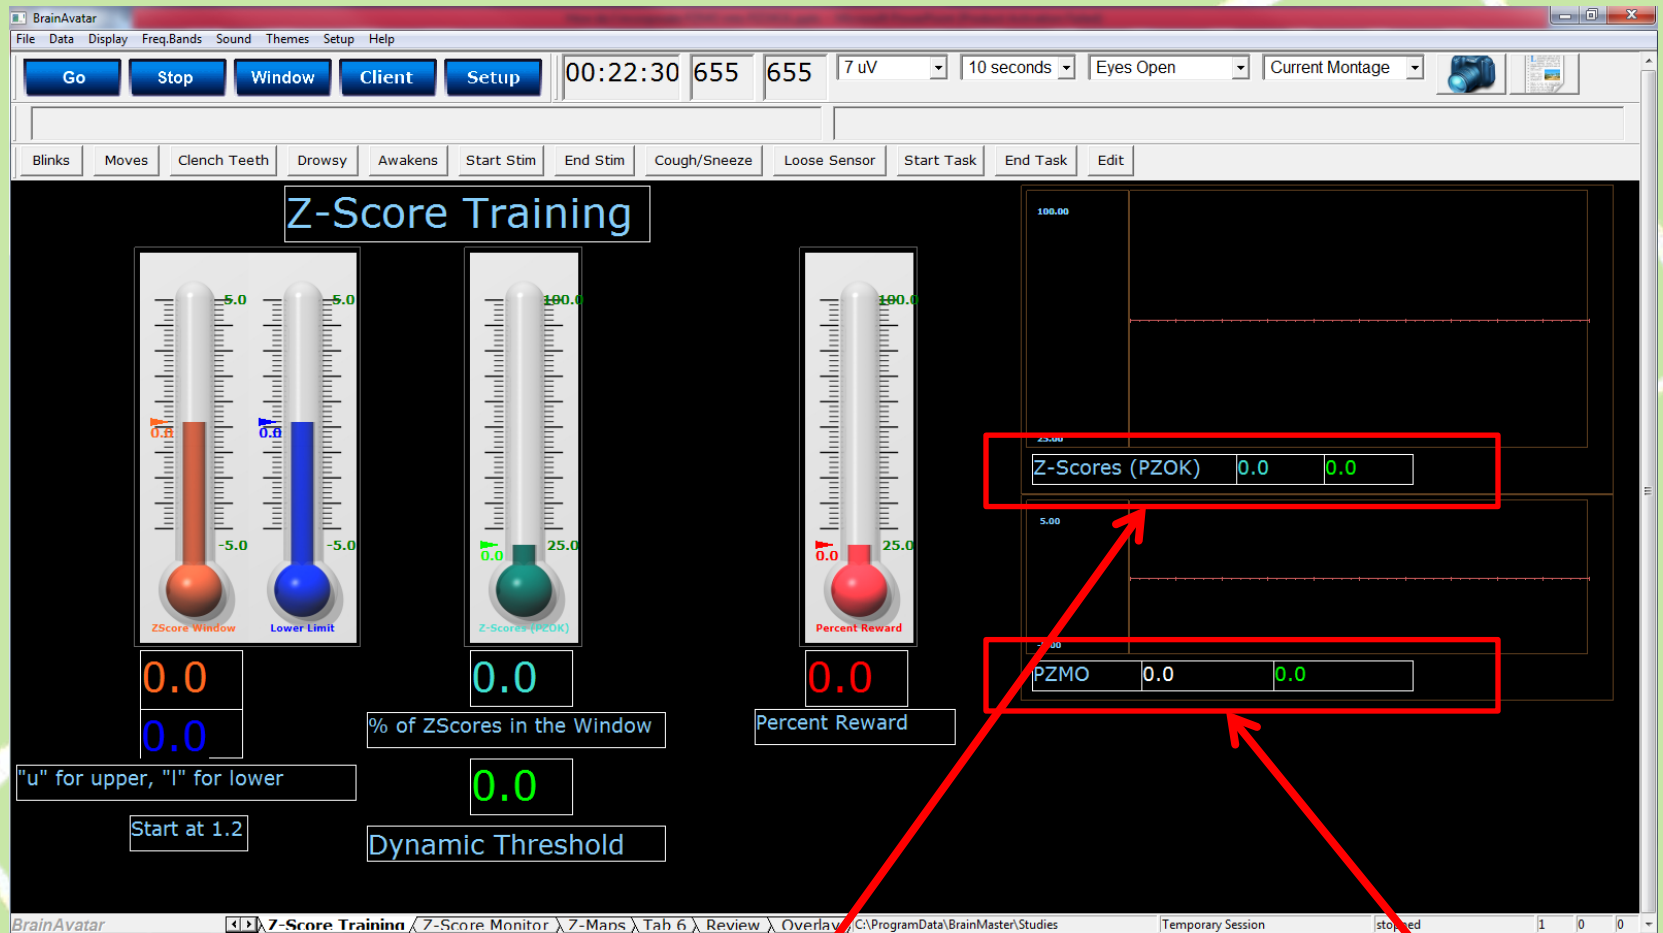 BrainAvatar
File Data Display Freq.Bands Sound Themes Setup Help
Go Stop Window Client Setup 00:22:30 655 655 7 uV 10 seconds Eyes Open Current Montage
Blinks Moves Clench Teeth Drowsy Awakens Start Stim End Stim Cough/Sneeze Loose Sensor Start Task End Task Edit
Z-Score Training
5.0 5.0 100.0 100.0
0.0 0.0
-5.0 -5.0 25.0 25.0
0.0 0.0
ZScore Window Lower Limit Z-Scores (PZOK) Percent Reward
0.0 0.0 0.0
0.0
% of ZScores in the Window
Percent Reward
"u" for upper, "l" for lower
0.0
Start at 1.2
Dynamic Threshold
100.00
25.00
Z-Scores (PZOK) 0.0 0.0
5.00
PZMO 0.0 0.0
BrainAvatar Z-Score Training Z-Score Monitor Z-Maps Tab 6 Review Overlay C:\ProgramData\BrainMaster\Studies Temporary Session stopped 1 0 0